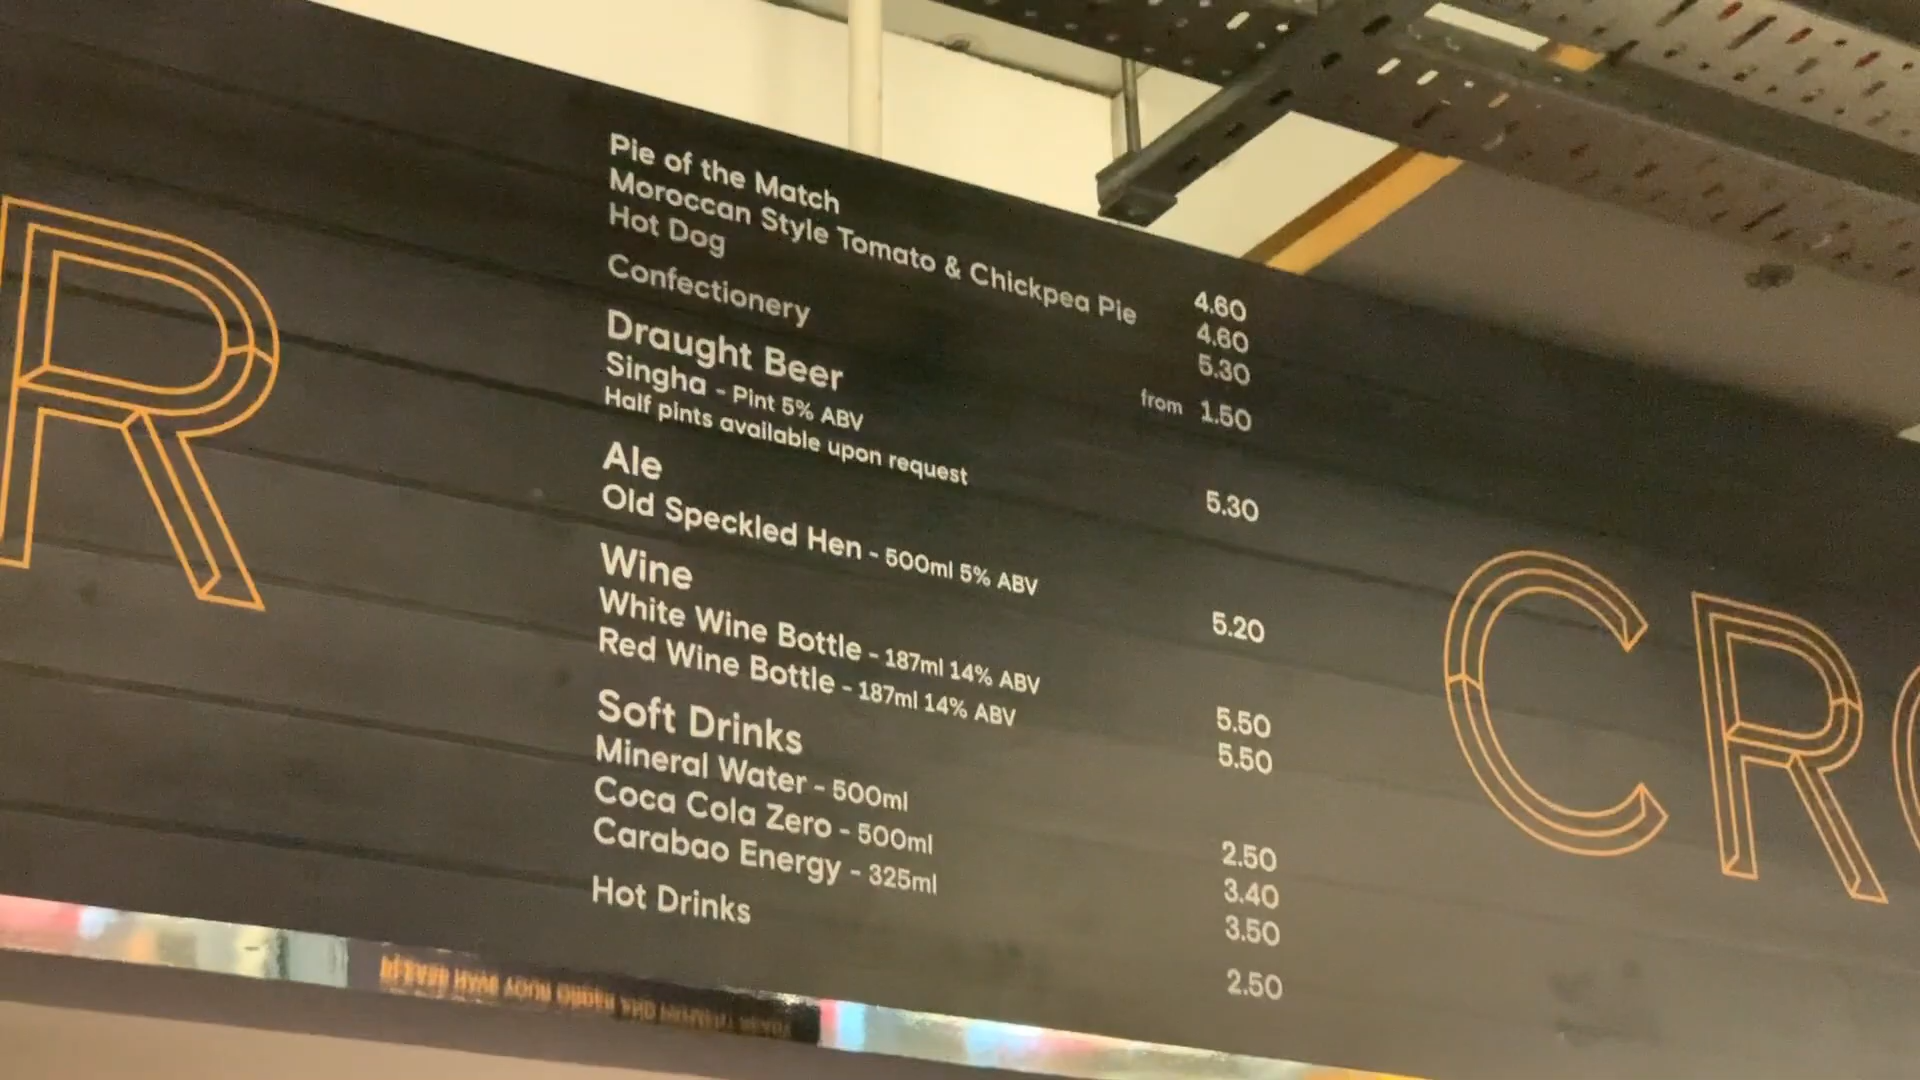 R
Pie of the Match 4.60
Moroccan Style Tomato & Chickpea Pie 4.60
Hot Dog 5.30
Confectionery from 1.50
Draught Beer
Singha - Pint 5% ABV 5.30
Half pints available upon request
Ale
Old Speckled Hen - 500ml 5% ABV 5.20
Wine
White Wine Bottle - 187ml 14% ABV 5.50
Red Wine Bottle - 187ml 14% ABV 5.50
Soft Drinks
Mineral Water - 500ml 2.50
Coca Cola Zero - 500ml 3.40
Carabao Energy - 325ml 3.50
Hot Drinks 2.50
CR